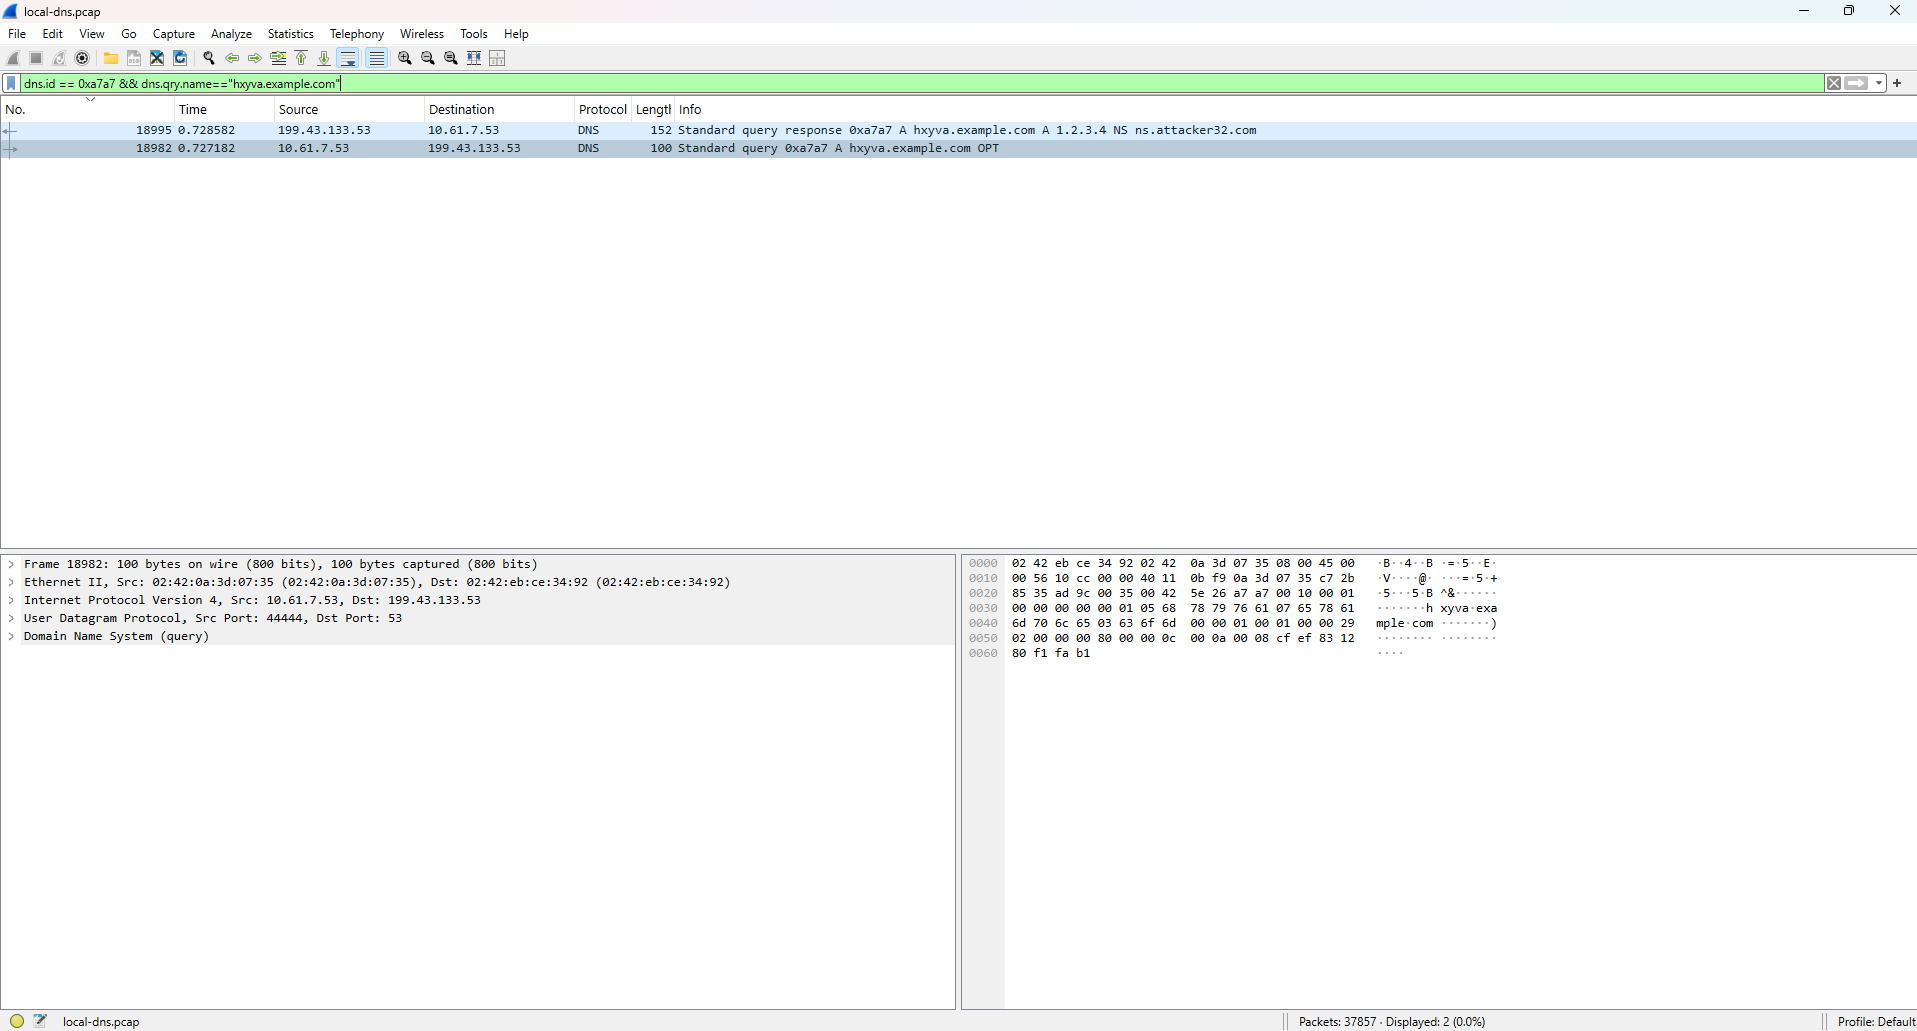 local-dns.pcap
File Edit View Go Capture Analyze Statistics Telephony Wireless Tools Help
dns.id == 0xa7a7 && dns.qry.name=="hxyva.example.com"
No. Time Source Destination Protocol Lengtl Info
18995 0.728582 199.43.133.53 10.61.7.53 DNS 152 Standard query response 0xa7a7 A hxyva.example.com A 1.2.3.4 NS ns.attacker32.com
18982 0.727182 10.61.7.53 199.43.133.53 DNS 100 Standard query 0xa7a7 A hxyva.example.com OPT
> Frame 18982: 100 bytes on wire (800 bits), 100 bytes captured (800 bits)
> Ethernet II, Src: 02:42:0a:3d:07:35 (02:42:0a:3d:07:35), Dst: 02:42:eb:ce:34:92 (02:42:eb:ce:34:92)
> Internet Protocol Version 4, Src: 10.61.7.53, Dst: 199.43.133.53
> User Datagram Protocol, Src Port: 44444, Dst Port: 53
> Domain Name System (query)
0000 02 42 eb ce 34 92 02 42 0a 3d 07 35 08 00 45 00 ·B··4··B ·=·5··E·
0010 00 56 10 cc 00 00 40 11 0b f9 0a 3d 07 35 c7 2b ·V····@· ···=·5·+
0020 85 35 ad 9c 00 35 00 42 5e 26 a7 a7 00 10 00 01 ·5···5·B ^&······
0030 00 00 00 00 00 01 05 68 78 79 76 61 07 65 78 61 ·······h xyva·exa
0040 6d 70 6c 65 03 63 6f 6d 00 00 01 00 01 00 00 29 mple·com ·······)
0050 02 00 00 00 80 00 00 0c 00 0a 00 08 cf ef 83 12 ········ ········
0060 80 f1 fa b1 ····
local-dns.pcap
Packets: 37857 · Displayed: 2 (0.0%)
Profile: Default